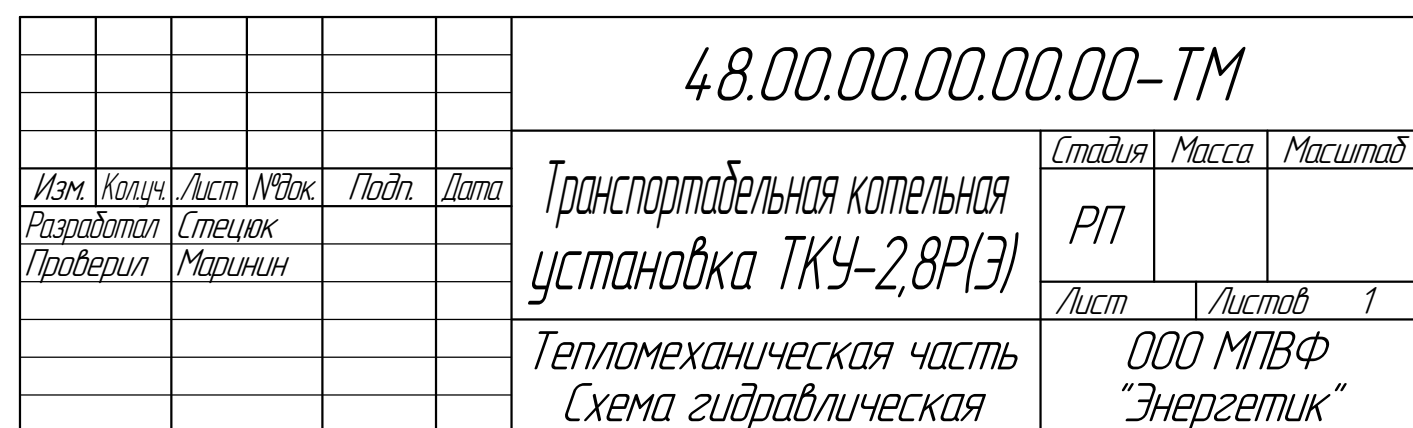 48.00.00.00.00.00-ТМ
Стадия Масса Масштаб
Изм. Кол.уч. Лист №док. Подп. Дата
Транспортабельная котельная
установка ТКУ-2,8Р(Э)
РП
Разработал Стецюк
Проверил Маринин
Лист Листов 1
Тепломеханическая часть
Схема гидравлическая
ООО МПВФ
"Энергетик"